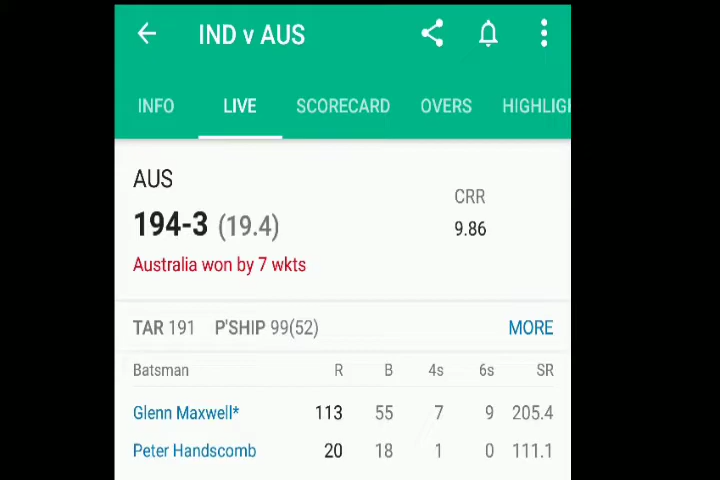 IND v AUS
INFO LIVE SCORECARD OVERS HIGHLIGI
AUS
CRR
194-3 (19.4)
9.86
Australia won by 7 wkts
TAR 191 P'SHIP 99(52) MORE
Batsman R B 4s 6s SR
Glenn Maxwell* 113 55 7 9 205.4
Peter Handscomb 20 18 1 0 111.1